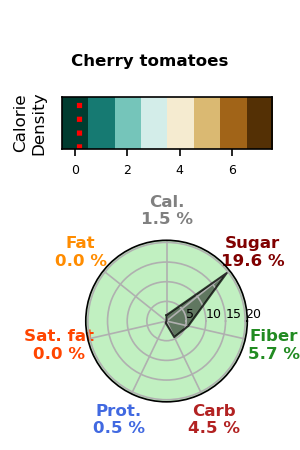 Cherry tomatoes
Calorie
Density
0 2 4 6
Cal.
1.5 %
Fat
0.0 %
Sugar
19.6 %
5 10 15 20
Sat. fat
0.0 %
Fiber
5.7 %
Prot.
0.5 %
Carb
4.5 %